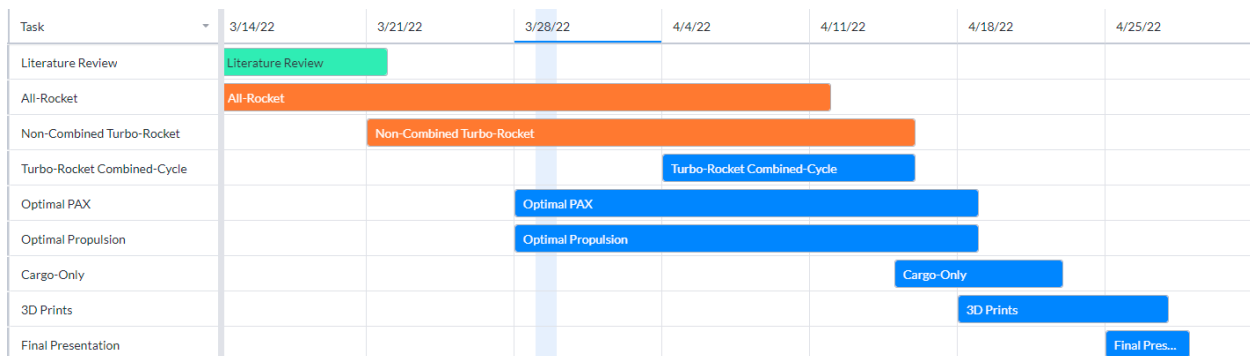 Task 3/14/22 3/21/22 3/28/22 4/4/22 4/11/22 4/18/22 4/25/22
Literature Review Literature Review
All-Rocket All-Rocket
Non-Combined Turbo-Rocket Non-Combined Turbo-Rocket
Turbo-Rocket Combined-Cycle Turbo-Rocket Combined-Cycle
Optimal PAX Optimal PAX
Optimal Propulsion Optimal Propulsion
Cargo-Only Cargo-Only
3D Prints 3D Prints
Final Presentation Final Pres...